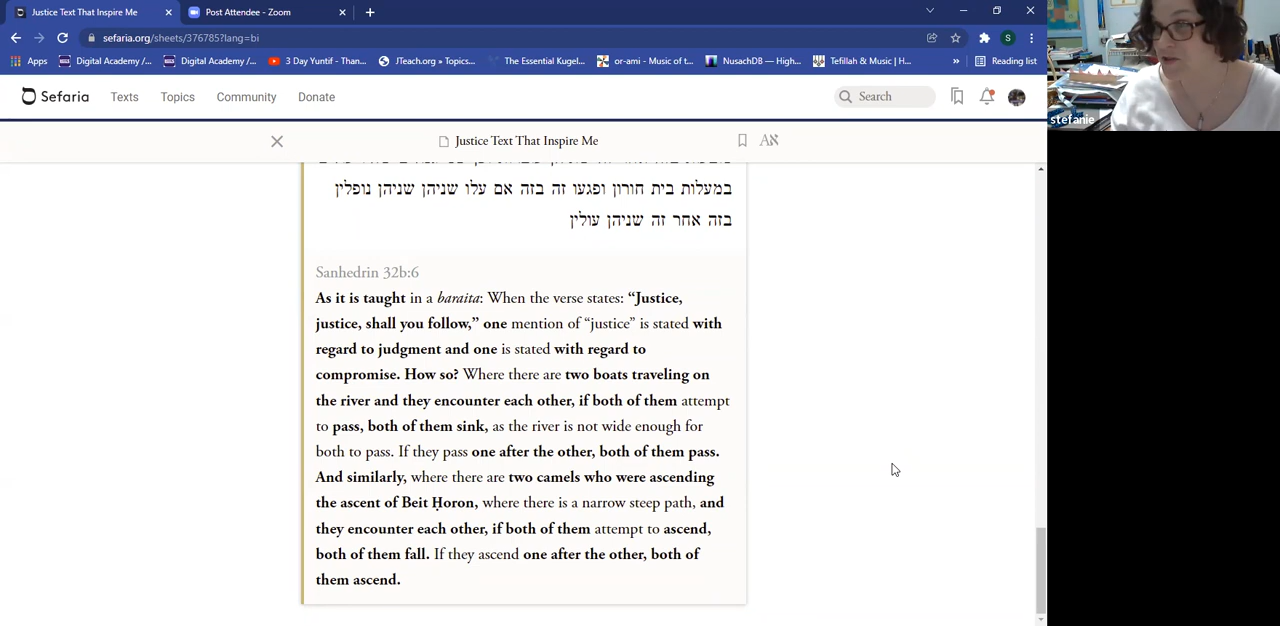 Justice Text That Inspire Me
Post Attendee - Zoom
sefaria.org/sheets/376785?lang=bi
S
Apps
Digital Academy /...
Digital Academy /...
3 Day Yuntif - Than...
JTeach.org » Topics...
The Essential Kugel...
or-ami - Music of t...
NusachDB — High...
Tefillah & Music | H...
»
Reading list
Sefaria
Texts
Topics
Community
Donate
Search
stefanie
Justice Text That Inspire Me
Aא
במעלות בית חורון ופגעו זה בזה אם עלו שניהן שניהן נופלין
בזה אחר זה שניהן עולין
Sanhedrin 32b:6
As it is taught in a baraita: When the verse states: “Justice,
justice, shall you follow,” one mention of “justice” is stated with
regard to judgment and one is stated with regard to
compromise. How so? Where there are two boats traveling on
the river and they encounter each other, if both of them attempt
to pass, both of them sink, as the river is not wide enough for
both to pass. If they pass one after the other, both of them pass.
And similarly, where there are two camels who were ascending
the ascent of Beit Ḥoron, where there is a narrow steep path, and
they encounter each other, if both of them attempt to ascend,
both of them fall. If they ascend one after the other, both of
them ascend.